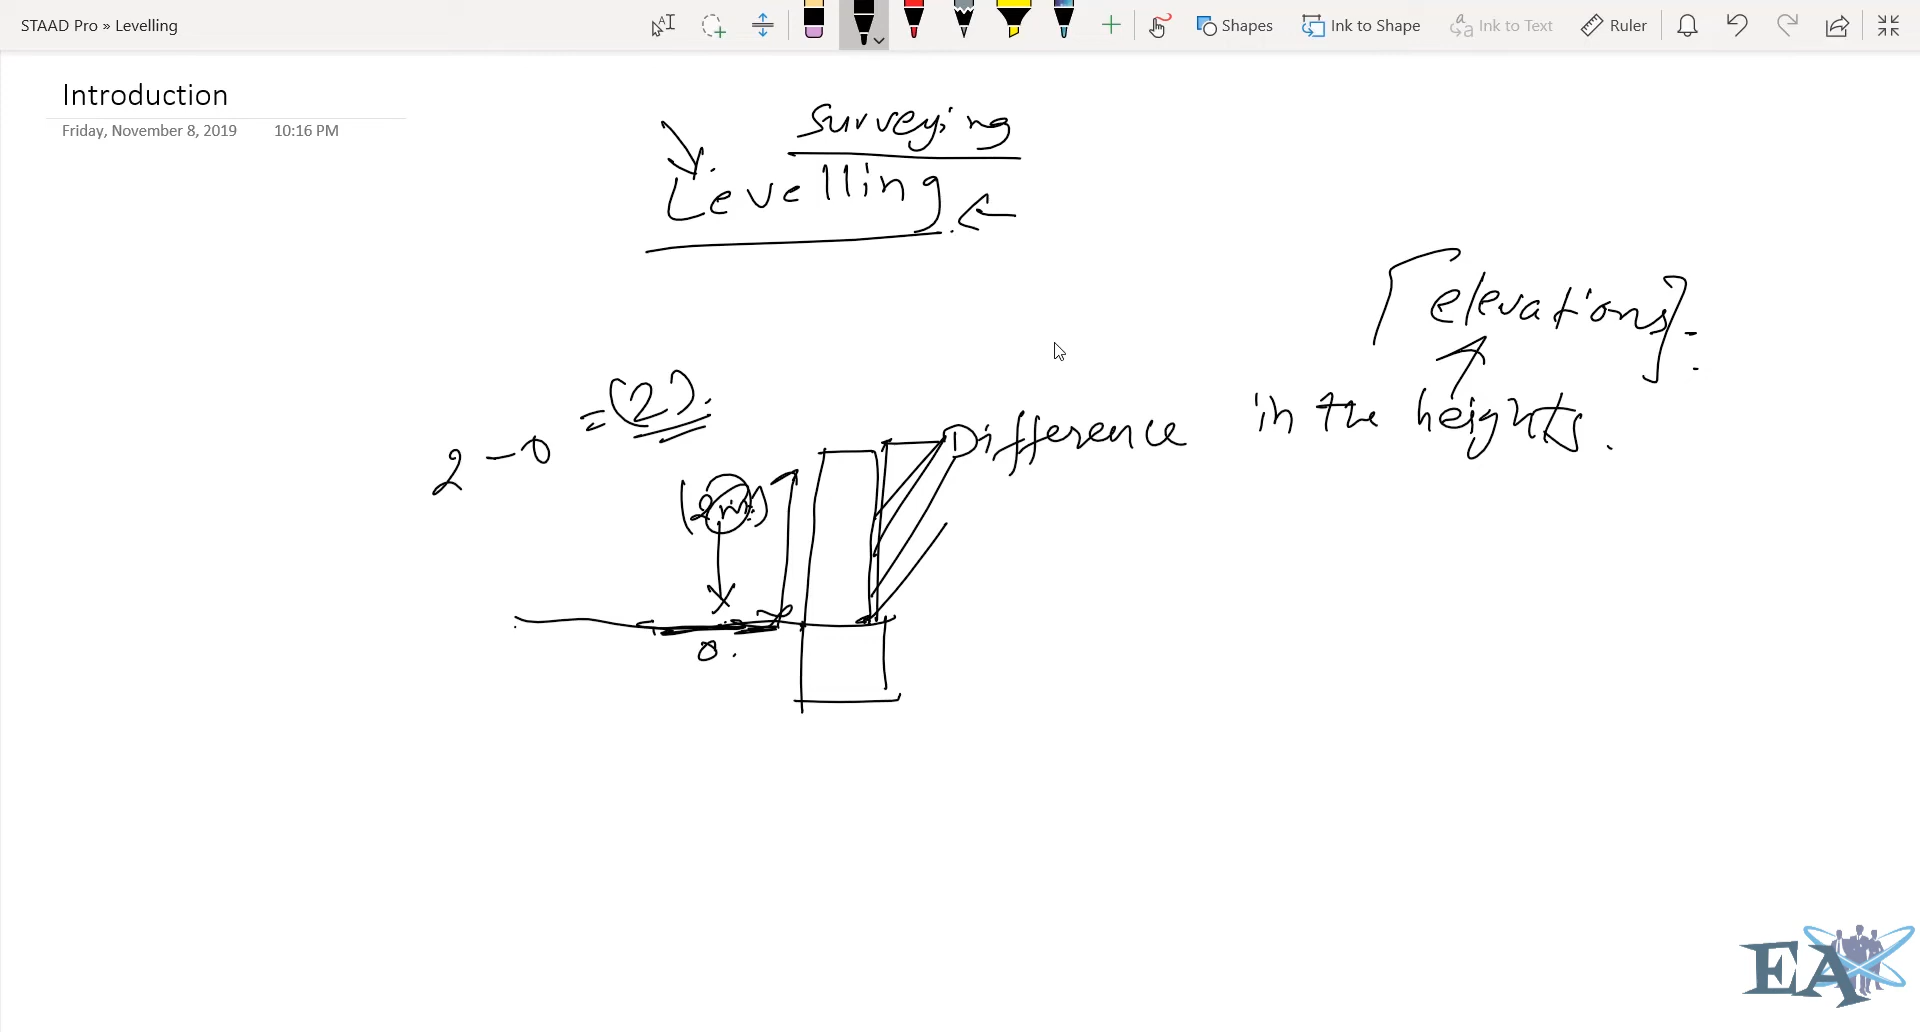 STAAD Pro » Levelling
Shapes
Ink to Shape
Ink to Text
Ruler
Introduction
Friday, November 8, 2019 10:16 PM
Surveying
Levelling
[elevations]
2 - 0 = (2).
Difference in the heights.
(2m)
0.
EA